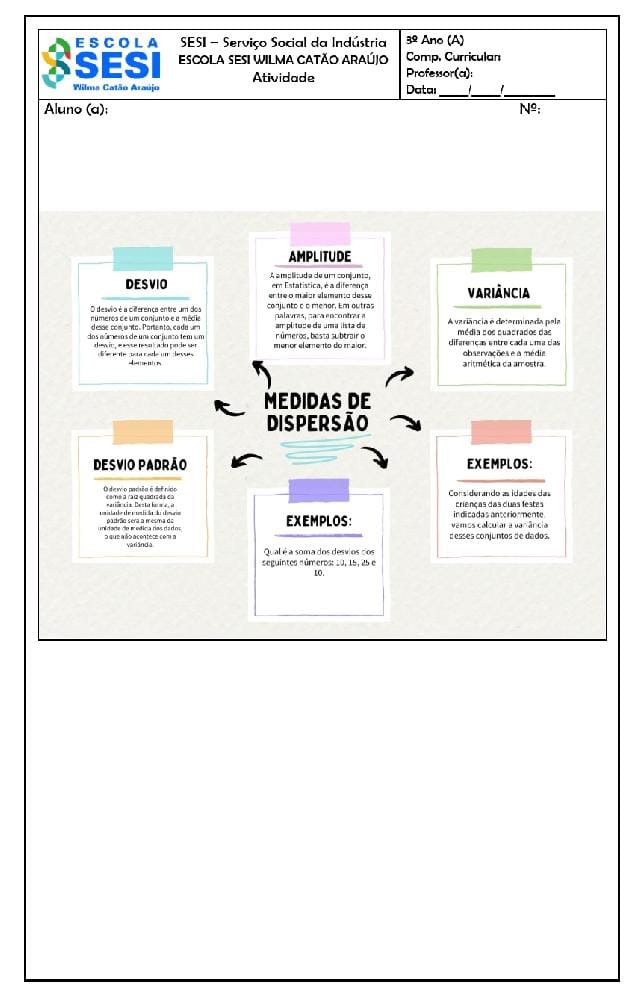 ESCOLA
SESI
Wilma Catão Araújo
SESI – Serviço Social da Indústria
ESCOLA SESI WILMA CATÃO ARAÚJO
Atividade
3º Ano (A)
Comp. Curricular:
Professor(a):
Data: ____/____/________
Aluno (a):
Nº:
DESVIO
O desvio é a diferença entre um dos
números de um conjunto e a média
desse conjunto. Portanto, cada um
dos números de um conjunto tem um
desvio, e esse resultado pode ser
diferente para cada um desses
elementos.
AMPLITUDE
A amplitude de um conjunto,
em Estatística, é a diferença
entre o maior elemento desse
conjunto e o menor. Em outras
palavras, para encontrar a
amplitude de uma lista de
números, basta subtrair o
menor elemento do maior.
VARIÂNCIA
A variância é determinada pela
média dos quadrados das
diferenças entre cada uma das
observações e a média
aritmética da amostra.
MEDIDAS DE
DISPERSÃO
DESVIO PADRÃO
O desvio padrão é definido
como a raiz quadrada da
variância. Desta forma, a
unidade de medida do desvio
padrão será a mesma da
unidade de medida dos dados,
o que não acontece com a
variância.
EXEMPLOS:
Qual é a soma dos desvios dos
seguintes números: 10, 15, 25 e
10.
EXEMPLOS:
Considerando as idades das
crianças das duas festas
indicadas anteriormente,
vamos calcular a variância
desses conjuntos de dados.